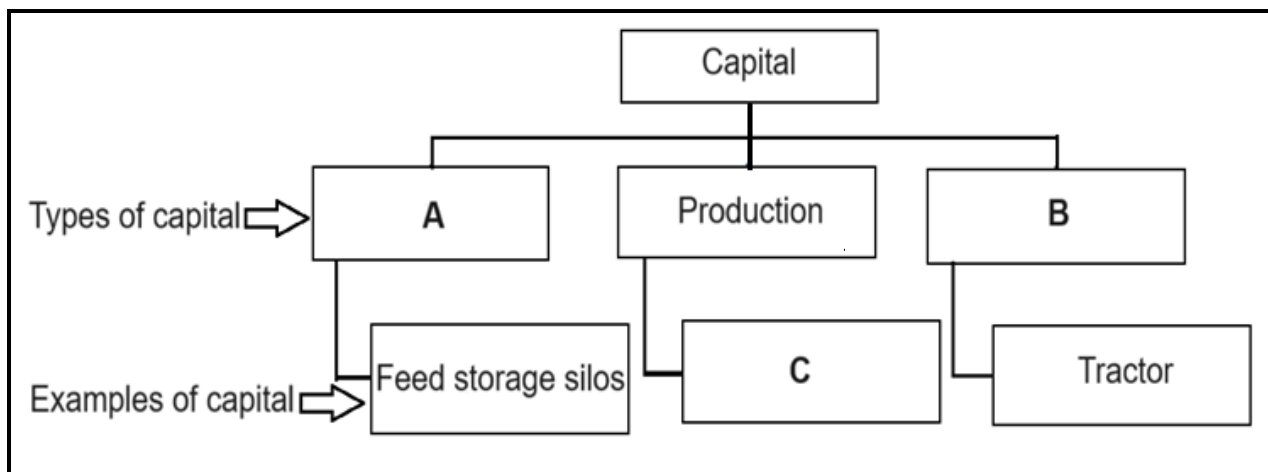 Capital
Types of capital
A
Production
B
Examples of capital
Feed storage silos
C
Tractor